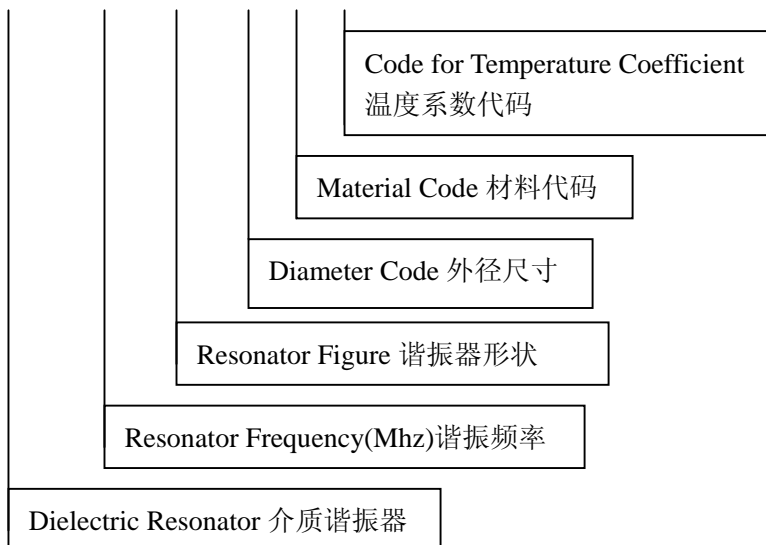 Code for Temperature Coefficient
温度系数代码
Material Code 材料代码
Diameter Code 外径尺寸
Resonator Figure 谐振器形状
Resonator Frequency(Mhz)谐振频率
Dielectric Resonator 介质谐振器